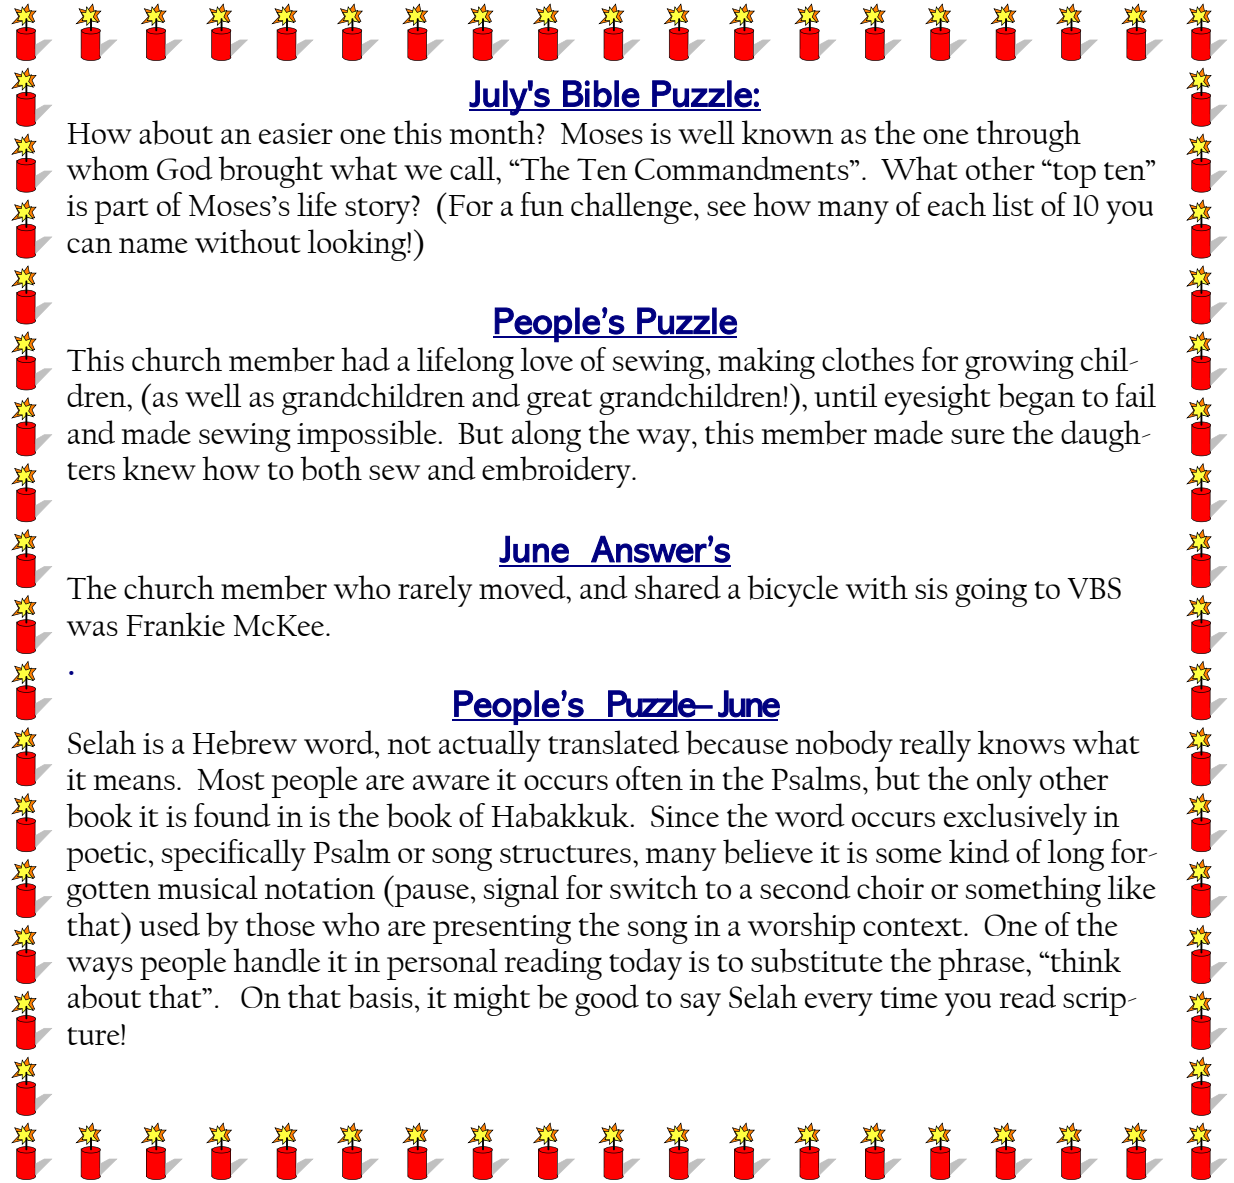 July's Bible Puzzle:
How about an easier one this month?  Moses is well known as the one through
whom God brought what we call, “The Ten Commandments”.  What other “top ten”
is part of Moses’s life story?  (For a fun challenge, see how many of each list of 10 you
can name without looking!)
People’s Puzzle
This church member had a lifelong love of sewing, making clothes for growing chil-
dren, (as well as grandchildren and great grandchildren!), until eyesight began to fail
and made sewing impossible.  But along the way, this member made sure the daugh-
ters knew how to both sew and embroidery.
June  Answer’s
The church member who rarely moved, and shared a bicycle with sis going to VBS
was Frankie McKee.
.
People’s  Puzzle—June
Selah is a Hebrew word, not actually translated because nobody really knows what
it means.  Most people are aware it occurs often in the Psalms, but the only other
book it is found in is the book of Habakkuk.  Since the word occurs exclusively in
poetic, specifically Psalm or song structures, many believe it is some kind of long for-
gotten musical notation (pause, signal for switch to a second choir or something like
that) used by those who are presenting the song in a worship context.  One of the
ways people handle it in personal reading today is to substitute the phrase, “think
about that”.   On that basis, it might be good to say Selah every time you read scrip-
ture!